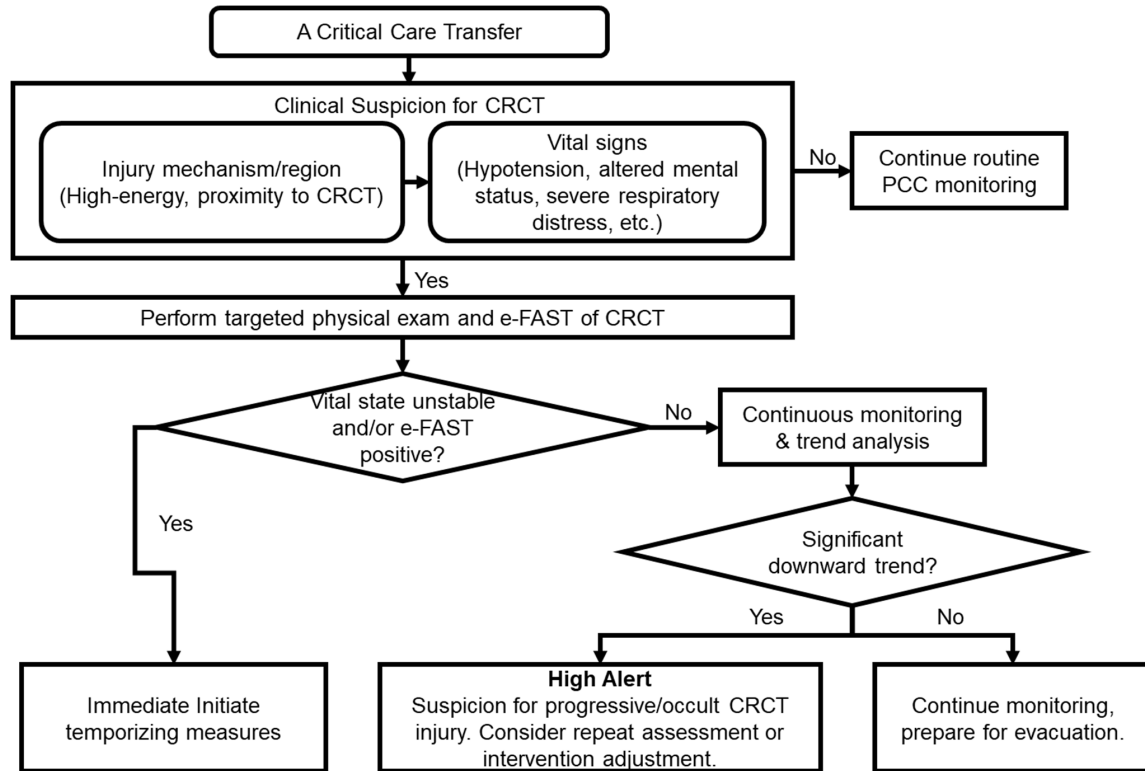 A Critical Care Transfer
Clinical Suspicion for CRCT
Injury mechanism/region
(High-energy, proximity to CRCT)
Vital signs
(Hypotension, altered mental
status, severe respiratory
distress, etc.)
No
Continue routine
PCC monitoring
Yes
Perform targeted physical exam and e-FAST of CRCT
Vital state unstable
and/or e-FAST
positive?
No
Continuous monitoring
& trend analysis
Yes
Significant
downward trend?
Yes
No
Immediate Initiate
temporizing measures
High Alert
Suspicion for progressive/occult CRCT
injury. Consider repeat assessment or
intervention adjustment.
Continue monitoring,
prepare for evacuation.